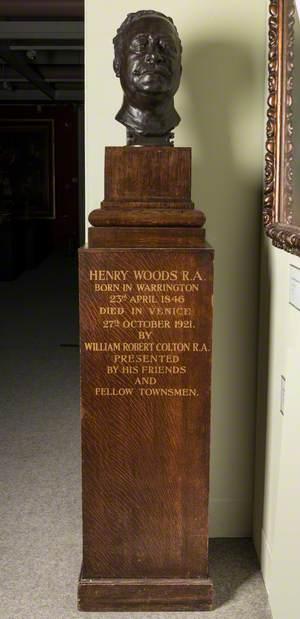 HENRY WOODS R.A.
BORN IN WARRINGTON
23rd APRIL 1846
DIED IN VENICE
27th OCTOBER 1921.
BY
WILLIAM ROBERT COLTON R.A.
PRESENTED
BY HIS FRIENDS
AND
FELLOW TOWNSMEN.